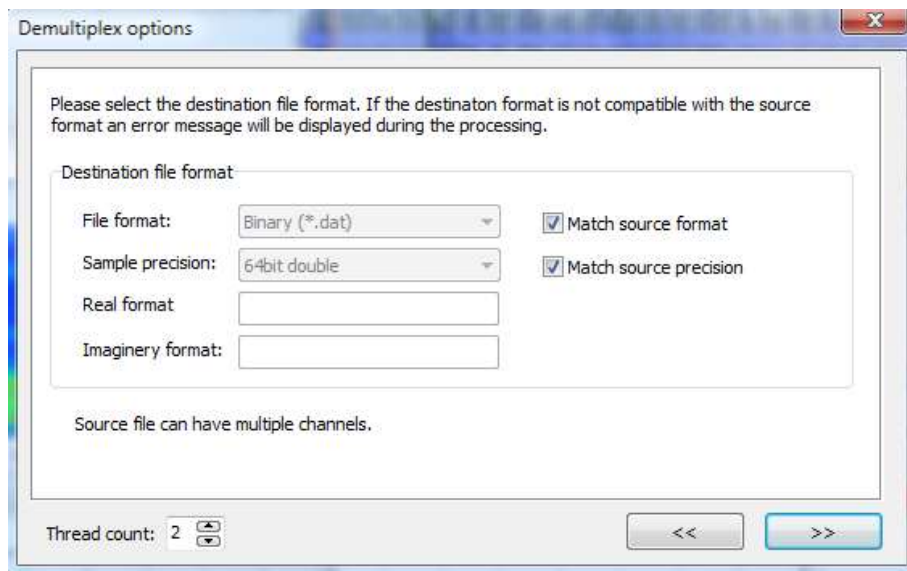 Demultiplex options
Please select the destination file format. If the destinaton format is not compatible with the source
format an error message will be displayed during the processing.
Destination file format
File format: Binary (*.dat) Match source format
Sample precision: 64bit double Match source precision
Real format
Imaginery format:
Source file can have multiple channels.
Thread count: 2 << >>